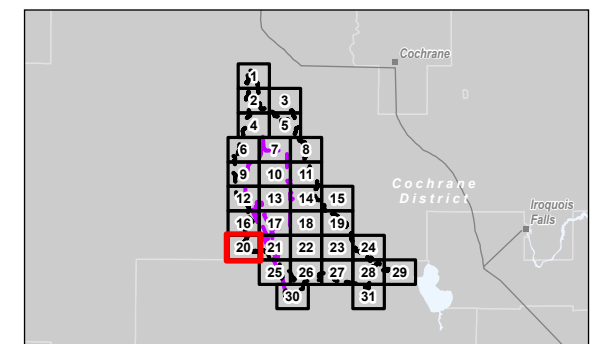 Cochrane
1
2 3
4 5
6 7 8
9 10 11
Cochrane
District
12 13 14 15
Iroquois
Falls
16 17 18 19
20 21 22 23 24
25 26 27 28 29
30 31